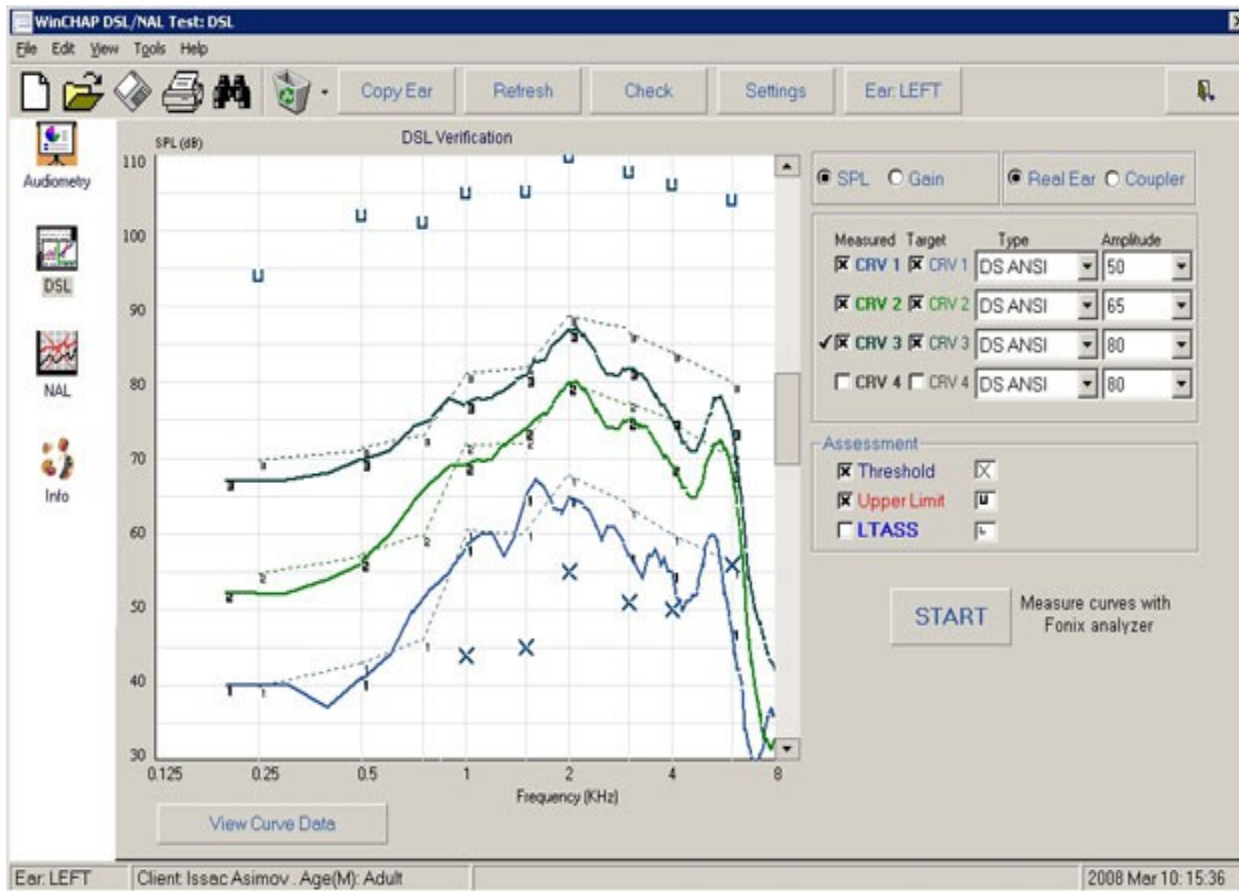 WinCHAP DSL/NAL Test: DSL
File Edit View Tools Help
Copy Ear Refresh Check Settings Ear: LEFT
Audiometry
DSL
NAL
Info
SPL (dB) DSL Verification
110
100
90
80
70
60
50
40
30
0.125 0.25 0.5 1 2 4 8
Frequency (KHz)
View Curve Data
SPL Gain Real Ear Coupler
Measured Target Type Amplitude
CRV 1 CRV 1 DS ANSI 50
CRV 2 CRV 2 DS ANSI 65
CRV 3 CRV 3 DS ANSI 80
CRV 4 CRV 4 DS ANSI 80
Assessment
Threshold X
Upper Limit U
LTASS L
START Measure curves with
Fonix analyzer
Ear: LEFT Client: Issac Asimov . Age(M): Adult 2008 Mar 10: 15:36